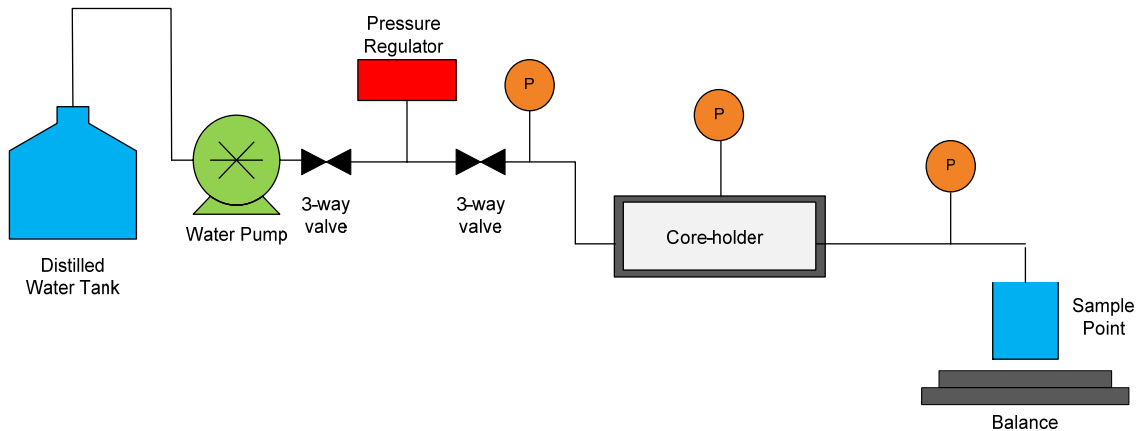 Pressure
Regulator
P
P
P
3-way
valve
3-way
valve
Water Pump
Core-holder
Distilled
Water Tank
Sample
Point
Balance